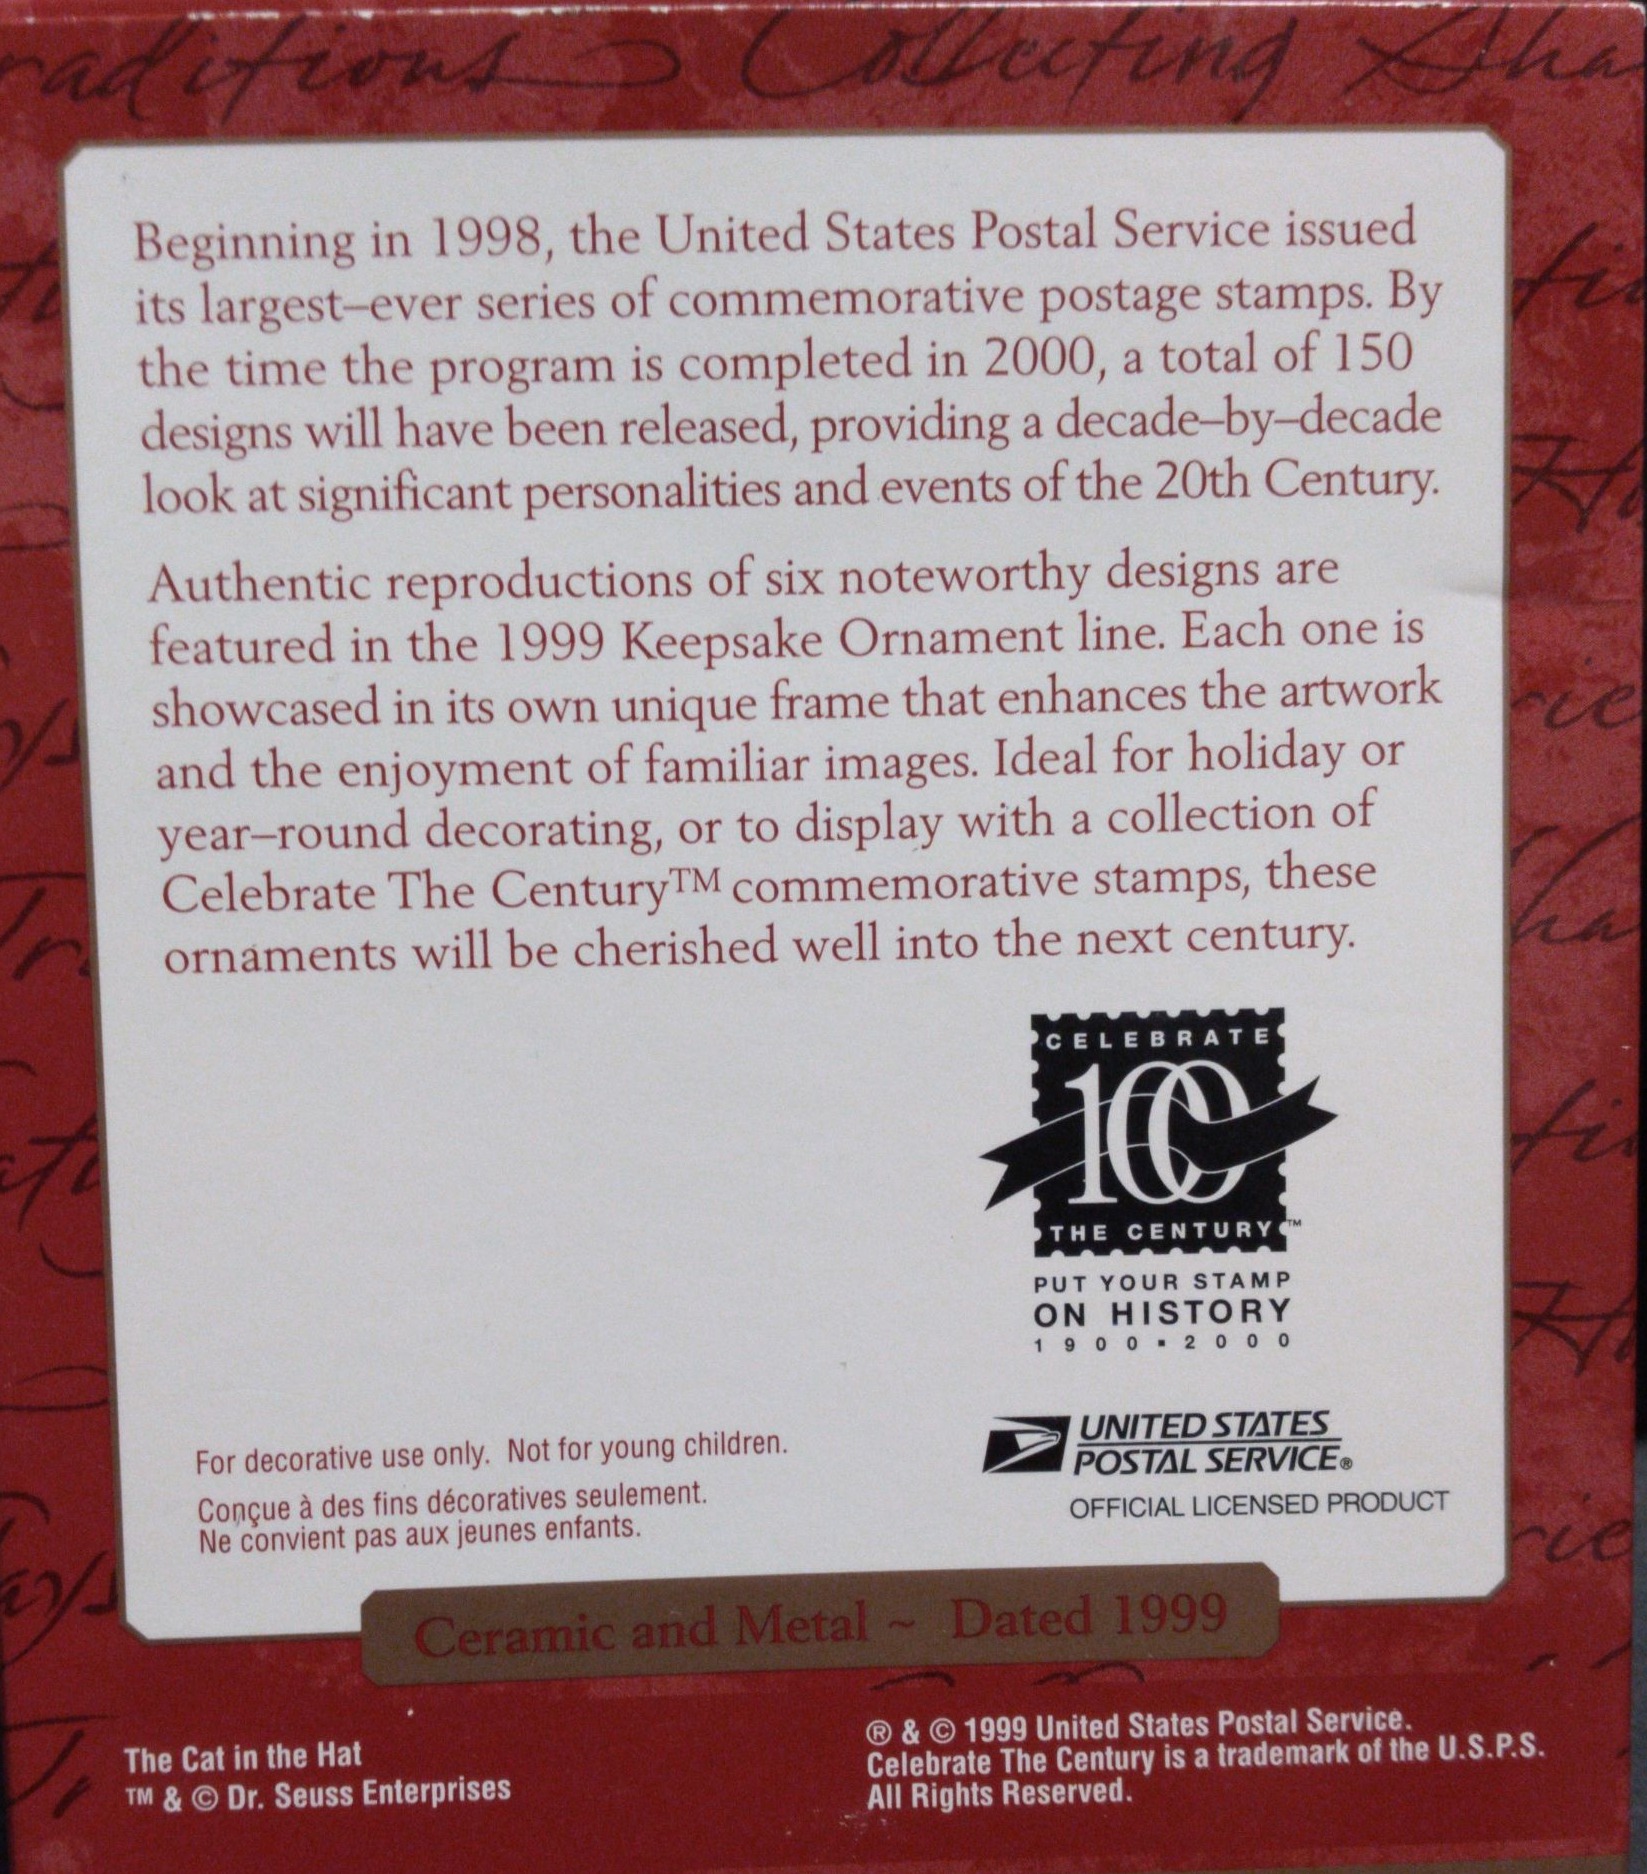 raditions Collecting Sha
Beginning in 1998, the United States Postal Service issued
its largest–ever series of commemorative postage stamps. By
the time the program is completed in 2000, a total of 150
designs will have been released, providing a decade–by–decade
look at significant personalities and events of the 20th Century.
Authentic reproductions of six noteworthy designs are
featured in the 1999 Keepsake Ornament line. Each one is
showcased in its own unique frame that enhances the artwork
and the enjoyment of familiar images. Ideal for holiday or
year–round decorating, or to display with a collection of
Celebrate The Century™ commemorative stamps, these
ornaments will be cherished well into the next century.
CELEBRATE
100
THE CENTURY™
PUT YOUR STAMP
ON HISTORY
1900▪2000
UNITED STATES
POSTAL SERVICE®
OFFICIAL LICENSED PRODUCT
For decorative use only. Not for young children.
Conçue à des fins décoratives seulement.
Ne convient pas aux jeunes enfants.
Ceramic and Metal ~ Dated 1999
The Cat in the Hat
™ & © Dr. Seuss Enterprises
® & © 1999 United States Postal Service.
Celebrate The Century is a trademark of the U.S.P.S.
All Rights Reserved.